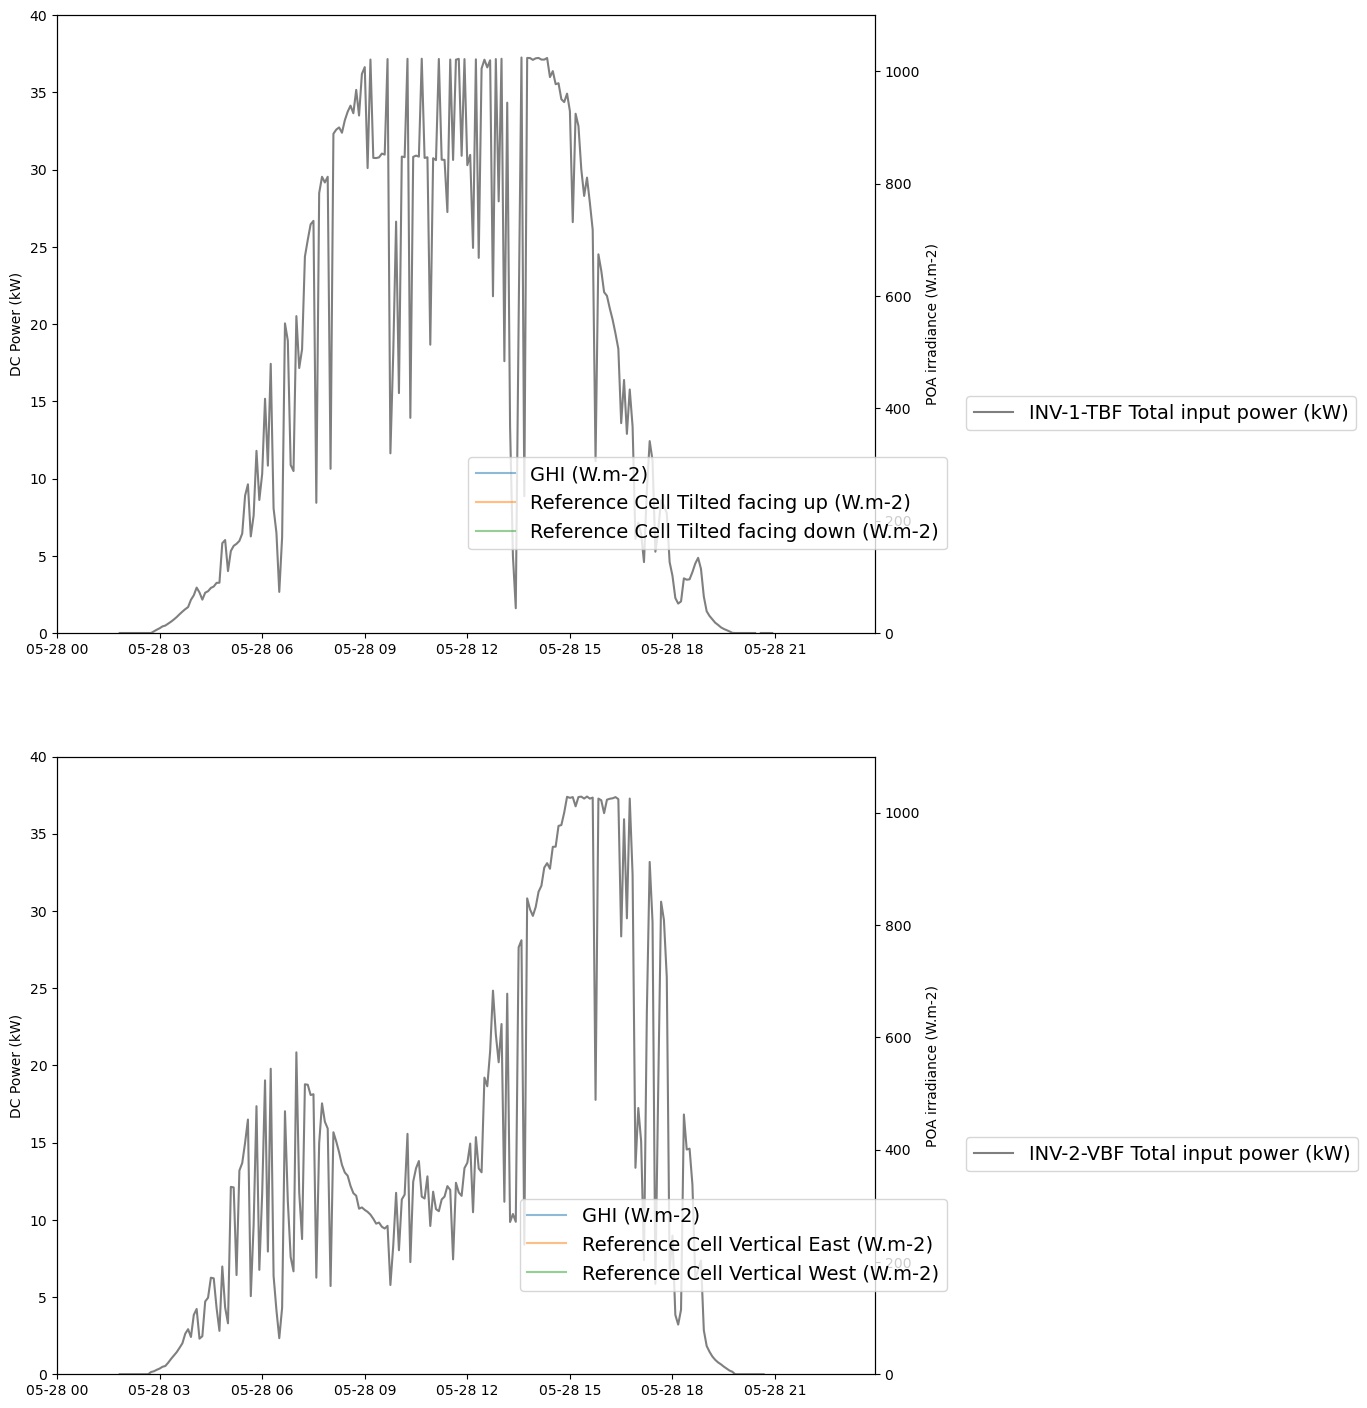 40
35
30
25
20
15
10
5
0
DC Power (kW)
1000
800
600
400
200
0
POA irradiance (W.m-2)
INV-1-TBF Total input power (kW)
GHI (W.m-2)
Reference Cell Tilted facing up (W.m-2)
Reference Cell Tilted facing down (W.m-2)
05-28 00 05-28 03 05-28 06 05-28 09 05-28 12 05-28 15 05-28 18 05-28 21
40
35
30
25
20
15
10
5
0
DC Power (kW)
1000
800
600
400
200
0
POA irradiance (W.m-2)
INV-2-VBF Total input power (kW)
GHI (W.m-2)
Reference Cell Vertical East (W.m-2)
Reference Cell Vertical West (W.m-2)
05-28 00 05-28 03 05-28 06 05-28 09 05-28 12 05-28 15 05-28 18 05-28 21